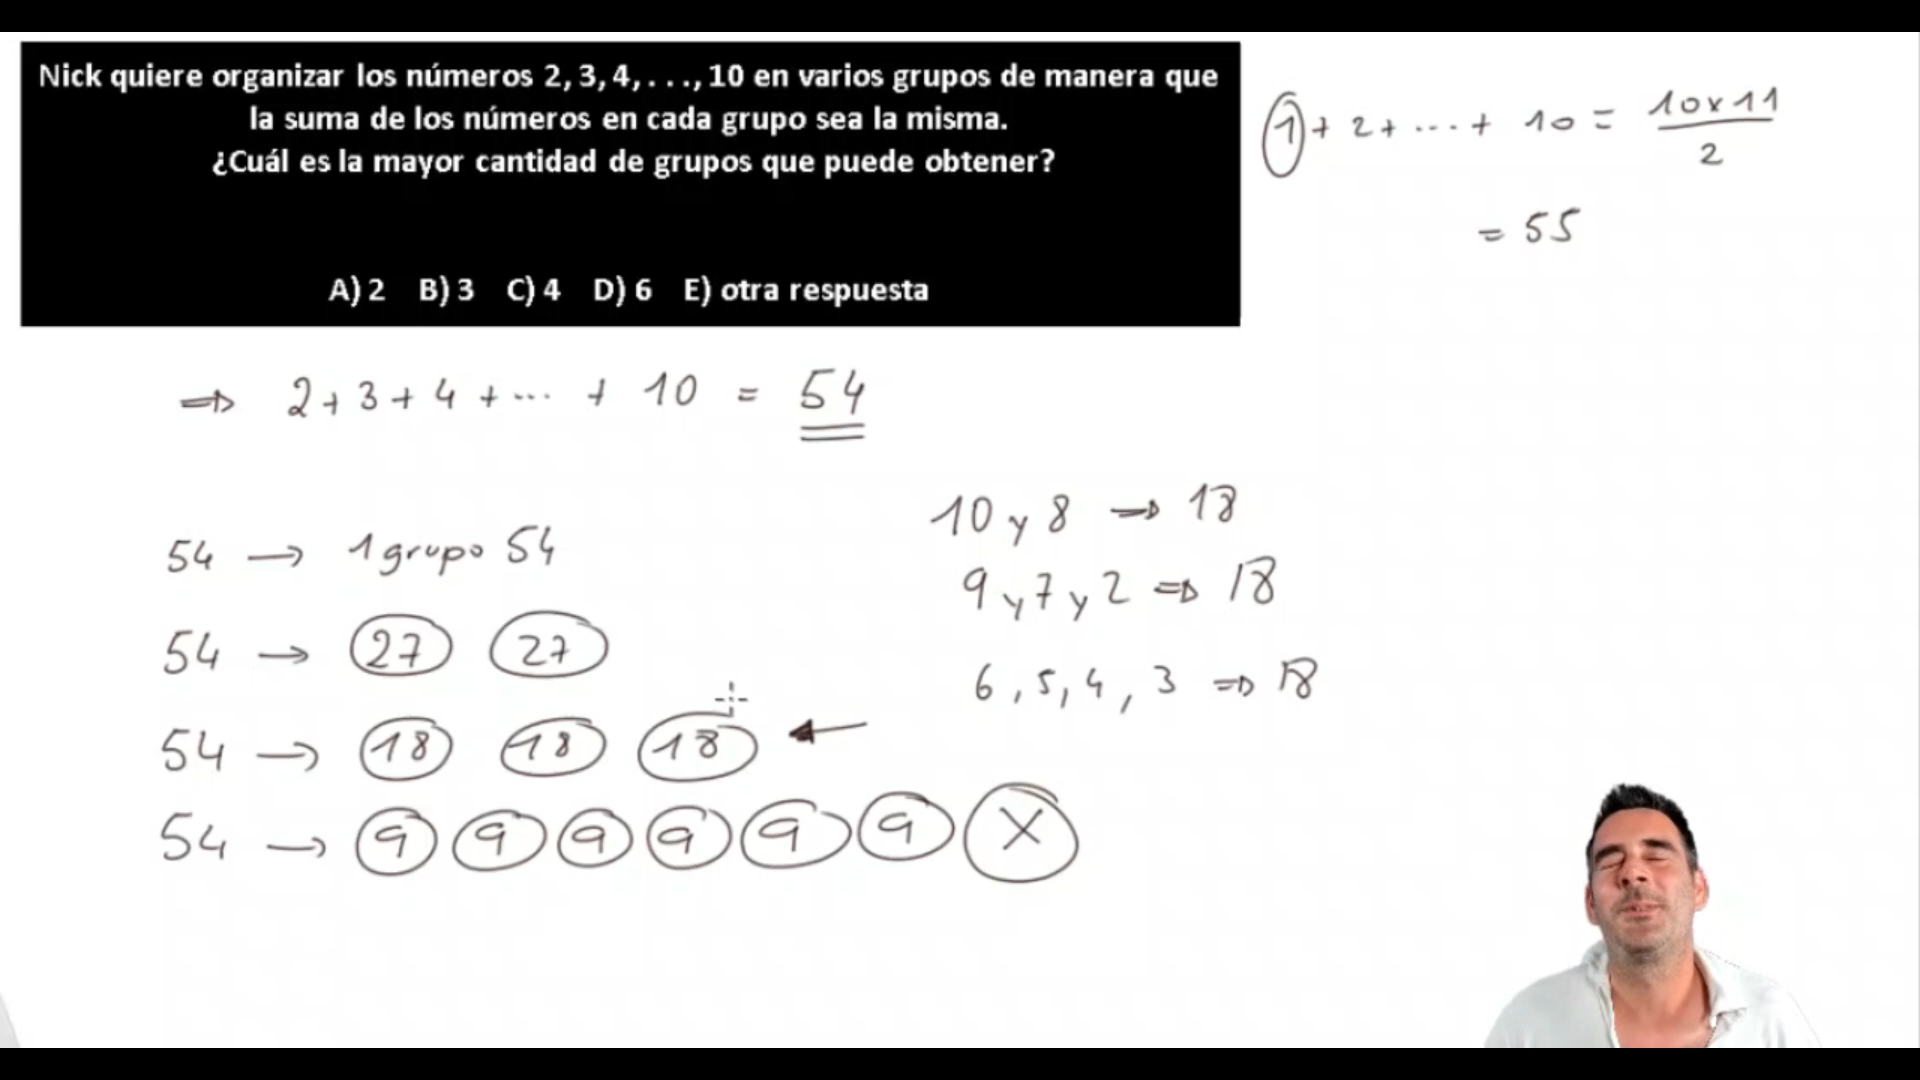 Nick quiere organizar los números 2, 3, 4, . . ., 10 en varios grupos de manera que
la suma de los números en cada grupo sea la misma.
¿Cuál es la mayor cantidad de grupos que puede obtener?
A) 2 B) 3 C) 4 D) 6 E) otra respuesta
1 + 2 + ... + 10 = 10 x 11 / 2
= 55
⇒ 2 + 3 + 4 + ... + 10 = 54
54 → 1 grupo 54
54 → 27 27
54 → 18 18 18 ←
54 → 9 9 9 9 9 9 X
10 y 8 ⇒ 18
9 y 7 y 2 ⇒ 18
6, 5, 4, 3 ⇒ 18